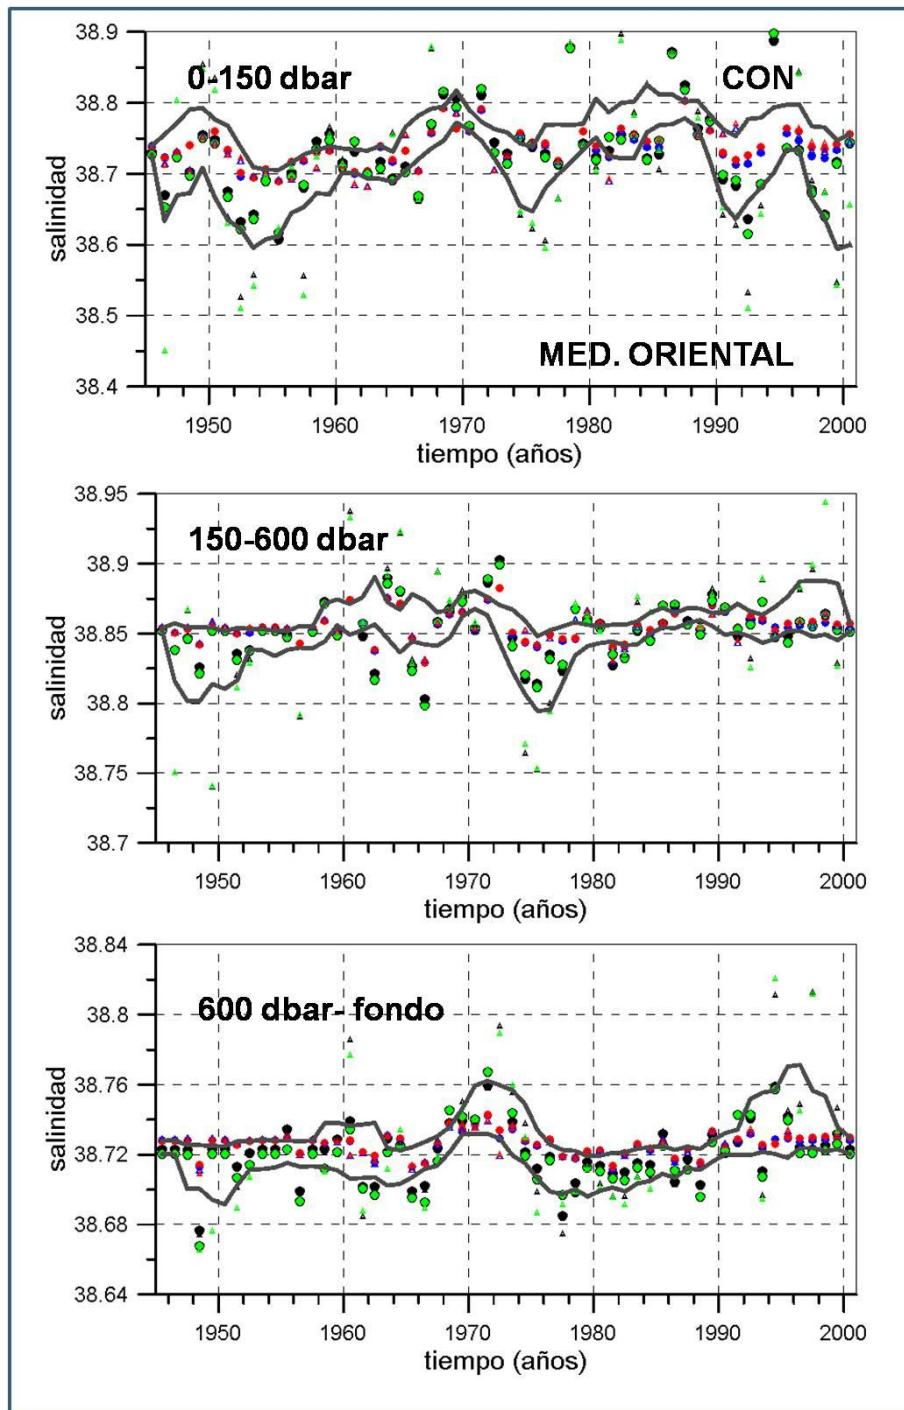 38.9
0-150 dbar CON
38.8
38.7
38.6
38.5
38.4
salinidad
MED. ORIENTAL
1950 1960 1970 1980 1990 2000
tiempo (años)
38.95
150-600 dbar
38.9
38.85
38.8
38.75
38.7
salinidad
1950 1960 1970 1980 1990 2000
tiempo (años)
38.84
38.8
600 dbar- fondo
38.76
38.72
38.68
38.64
salinidad
1950 1960 1970 1980 1990 2000
tiempo (años)